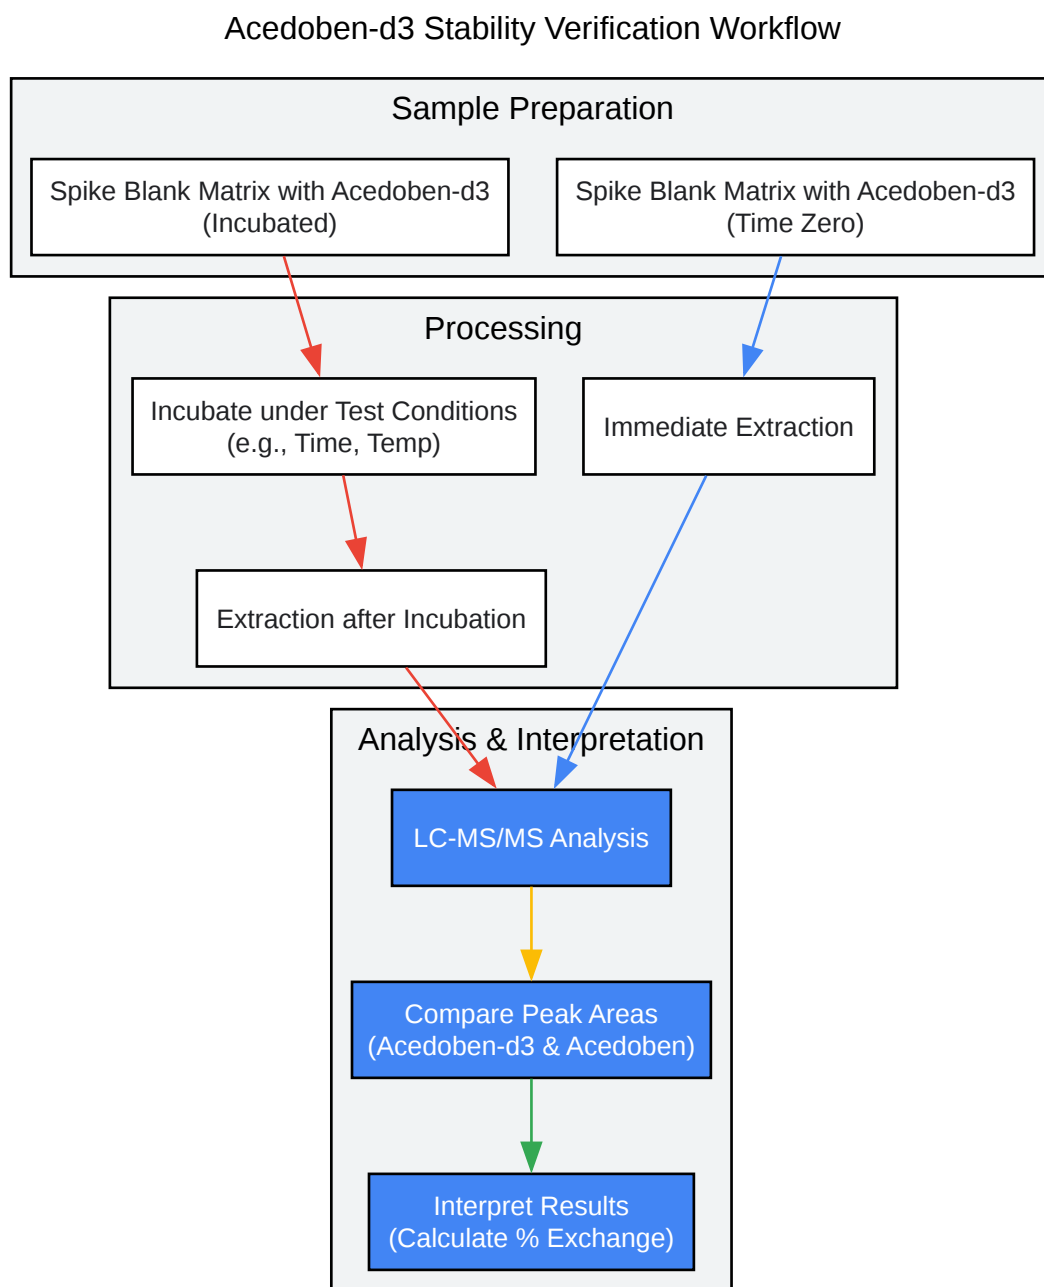 Acedoben-d3 Stability Verification Workflow
Sample Preparation
Spike Blank Matrix with Acedoben-d3
(Incubated)
Spike Blank Matrix with Acedoben-d3
(Time Zero)
Processing
Incubate under Test Conditions
(e.g., Time, Temp)
Immediate Extraction
Extraction after Incubation
Analysis & Interpretation
LC-MS/MS Analysis
Compare Peak Areas
(Acedoben-d3 & Acedoben)
Interpret Results
(Calculate % Exchange)